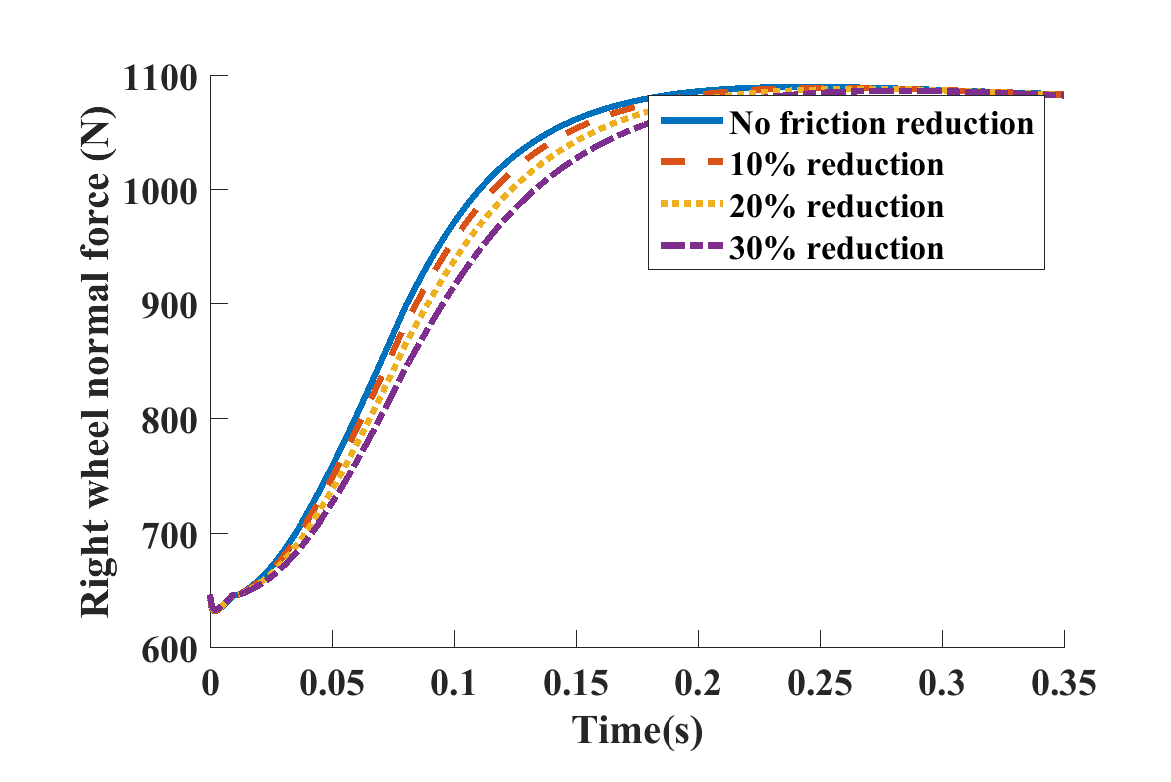 1100
1000
900
800
700
600
Right wheel normal force (N)
No friction reduction
10% reduction
20% reduction
30% reduction
0 0.05 0.1 0.15 0.2 0.25 0.3 0.35
Time(s)